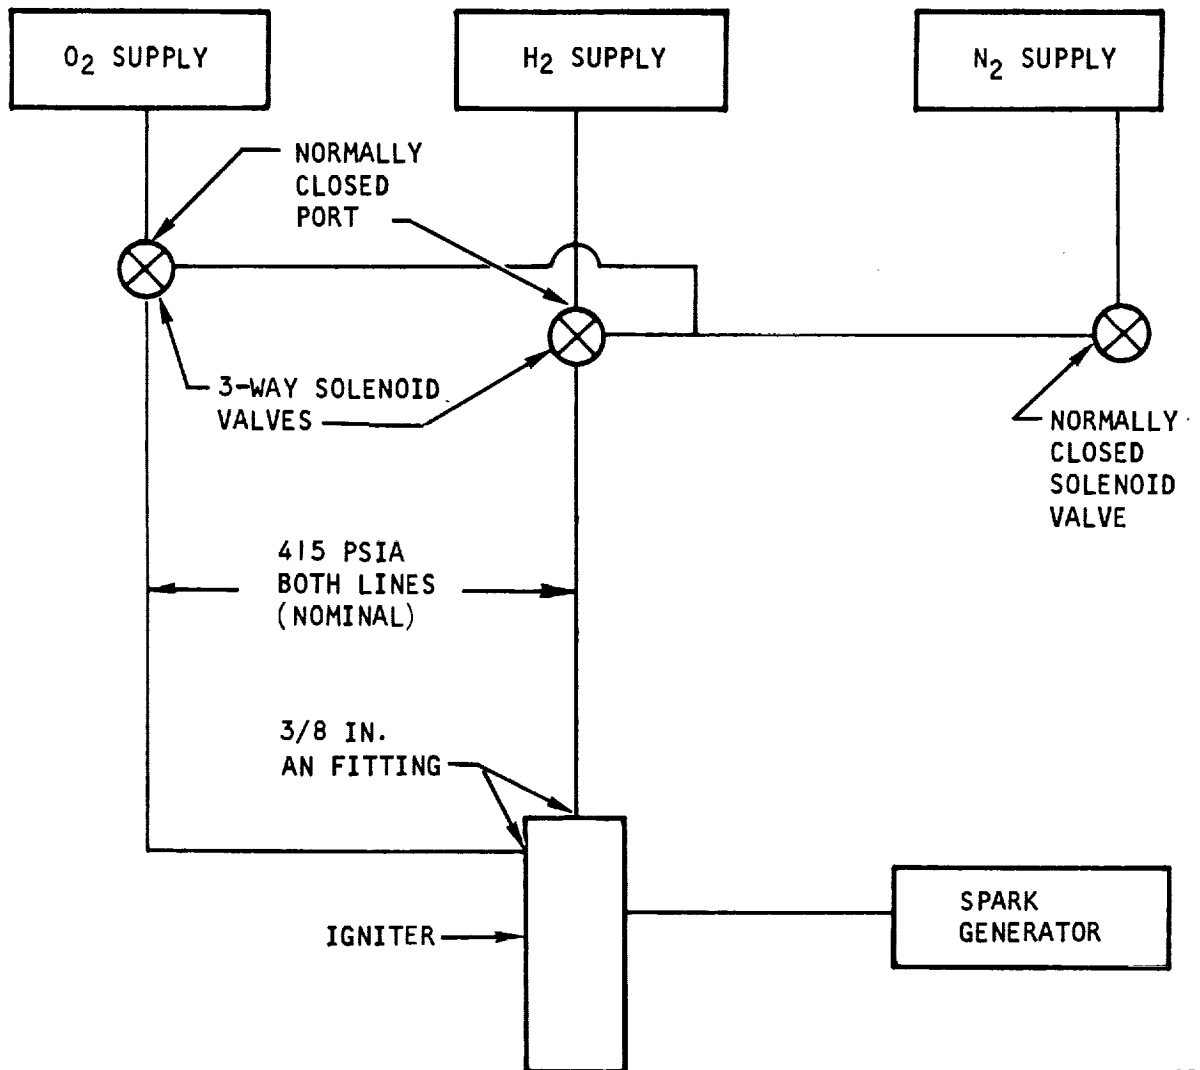 O2 SUPPLY
H2 SUPPLY
N2 SUPPLY
NORMALLY
CLOSED
PORT
3-WAY SOLENOID
VALVES
NORMALLY
CLOSED
SOLENOID
VALVE
415 PSIA
BOTH LINES
(NOMINAL)
3/8 IN.
AN FITTING
IGNITER
SPARK
GENERATOR